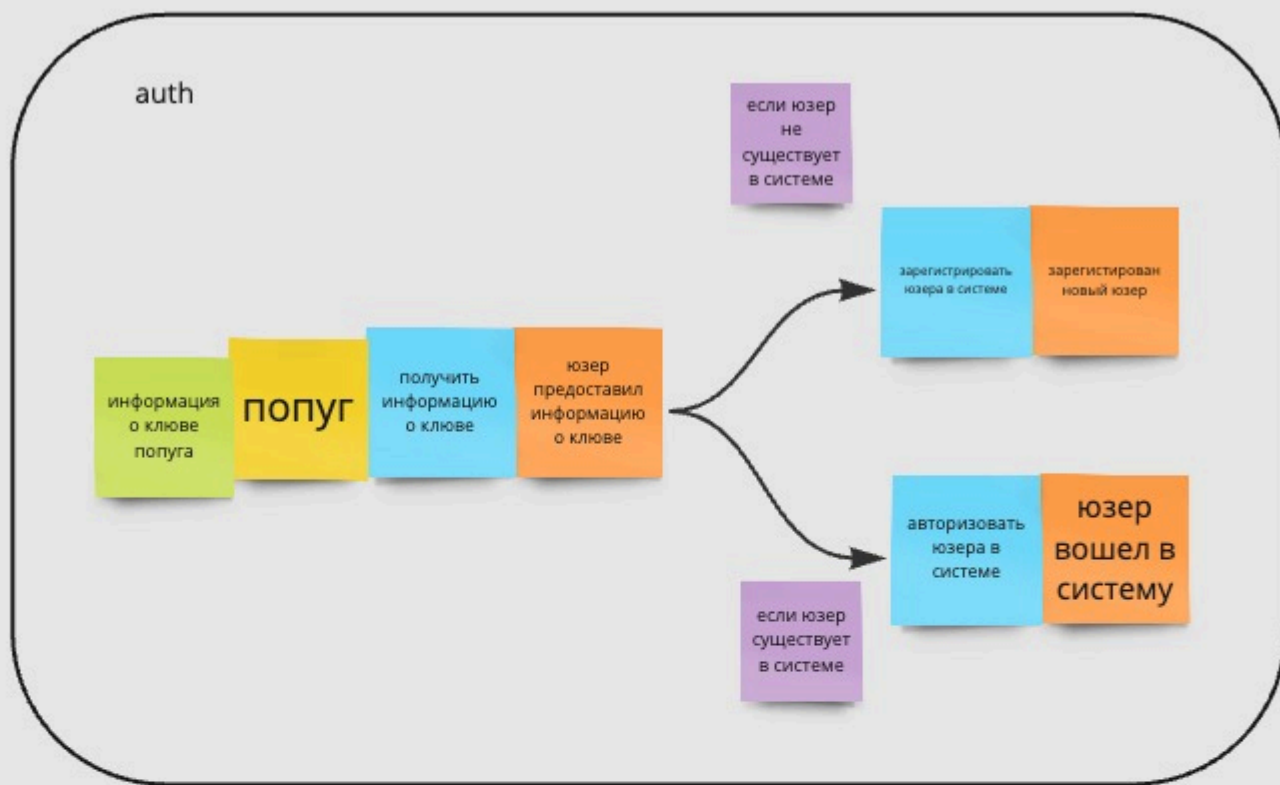 auth
если юзер
не
существует
в системе
зарегистрировать
юзера в системе
зарегистирован
новый юзер
информация
о клюве
попуга
попуг
получить
информацию
о клюве
юзер
предоставил
информацию
о клюве
авторизовать
юзера в
системе
юзер
вошел в
систему
если юзер
существует
в системе